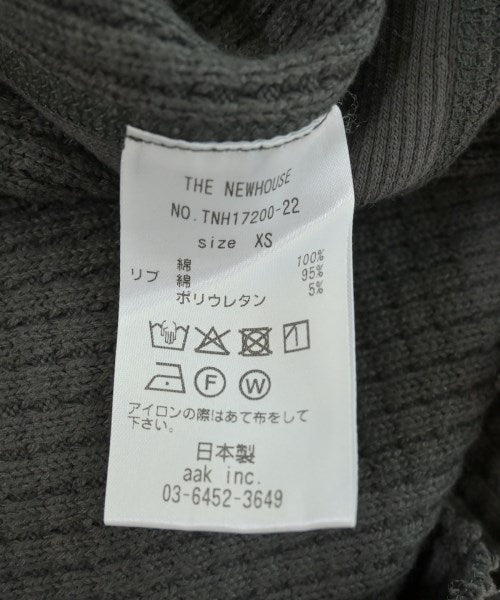 THE NEWHOUSE
NO.TNH17200-22
size XS
綿 100%
リブ 綿 95%
ポリウレタン 5%
F W
アイロンの際はあて布をして
下さい。
日本製
aak inc.
03-6452-3649